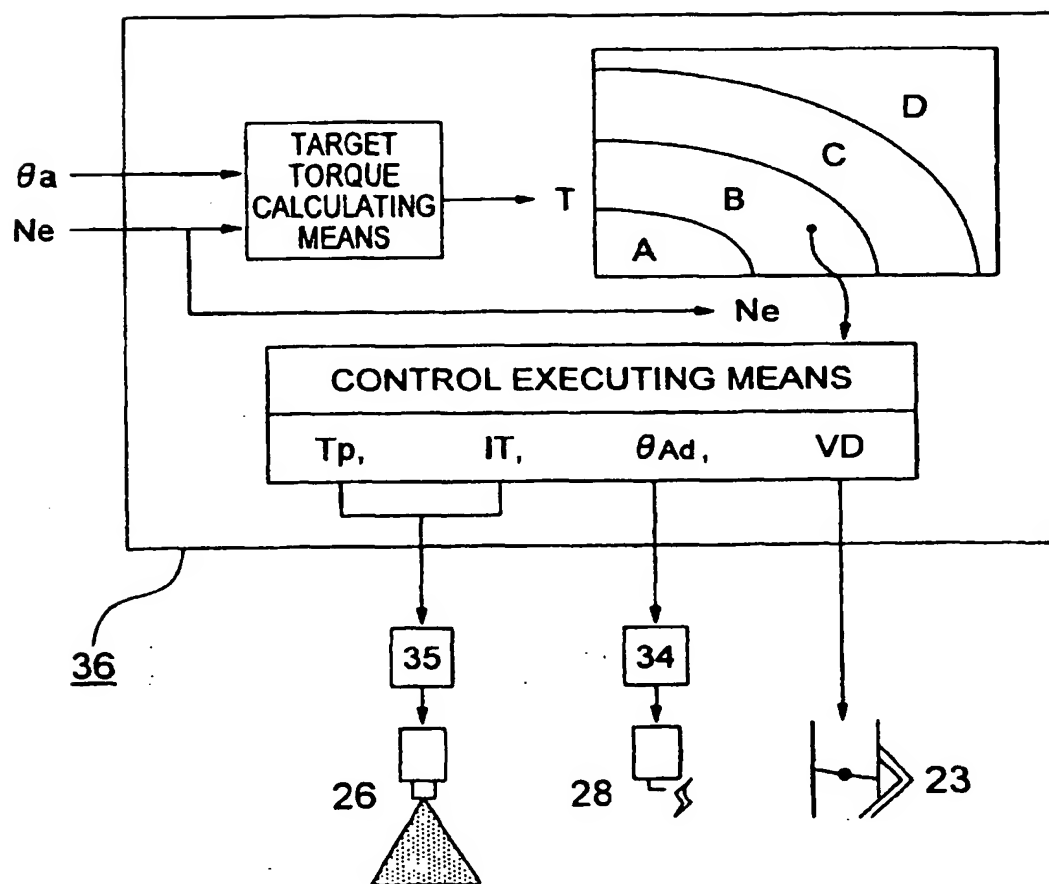 θa
Ne
TARGET
TORQUE
CALCULATING
MEANS
T
A
B
C
D
Ne
CONTROL EXECUTING MEANS
Tp, IT, θAd, VD
36
35
34
26
28
23